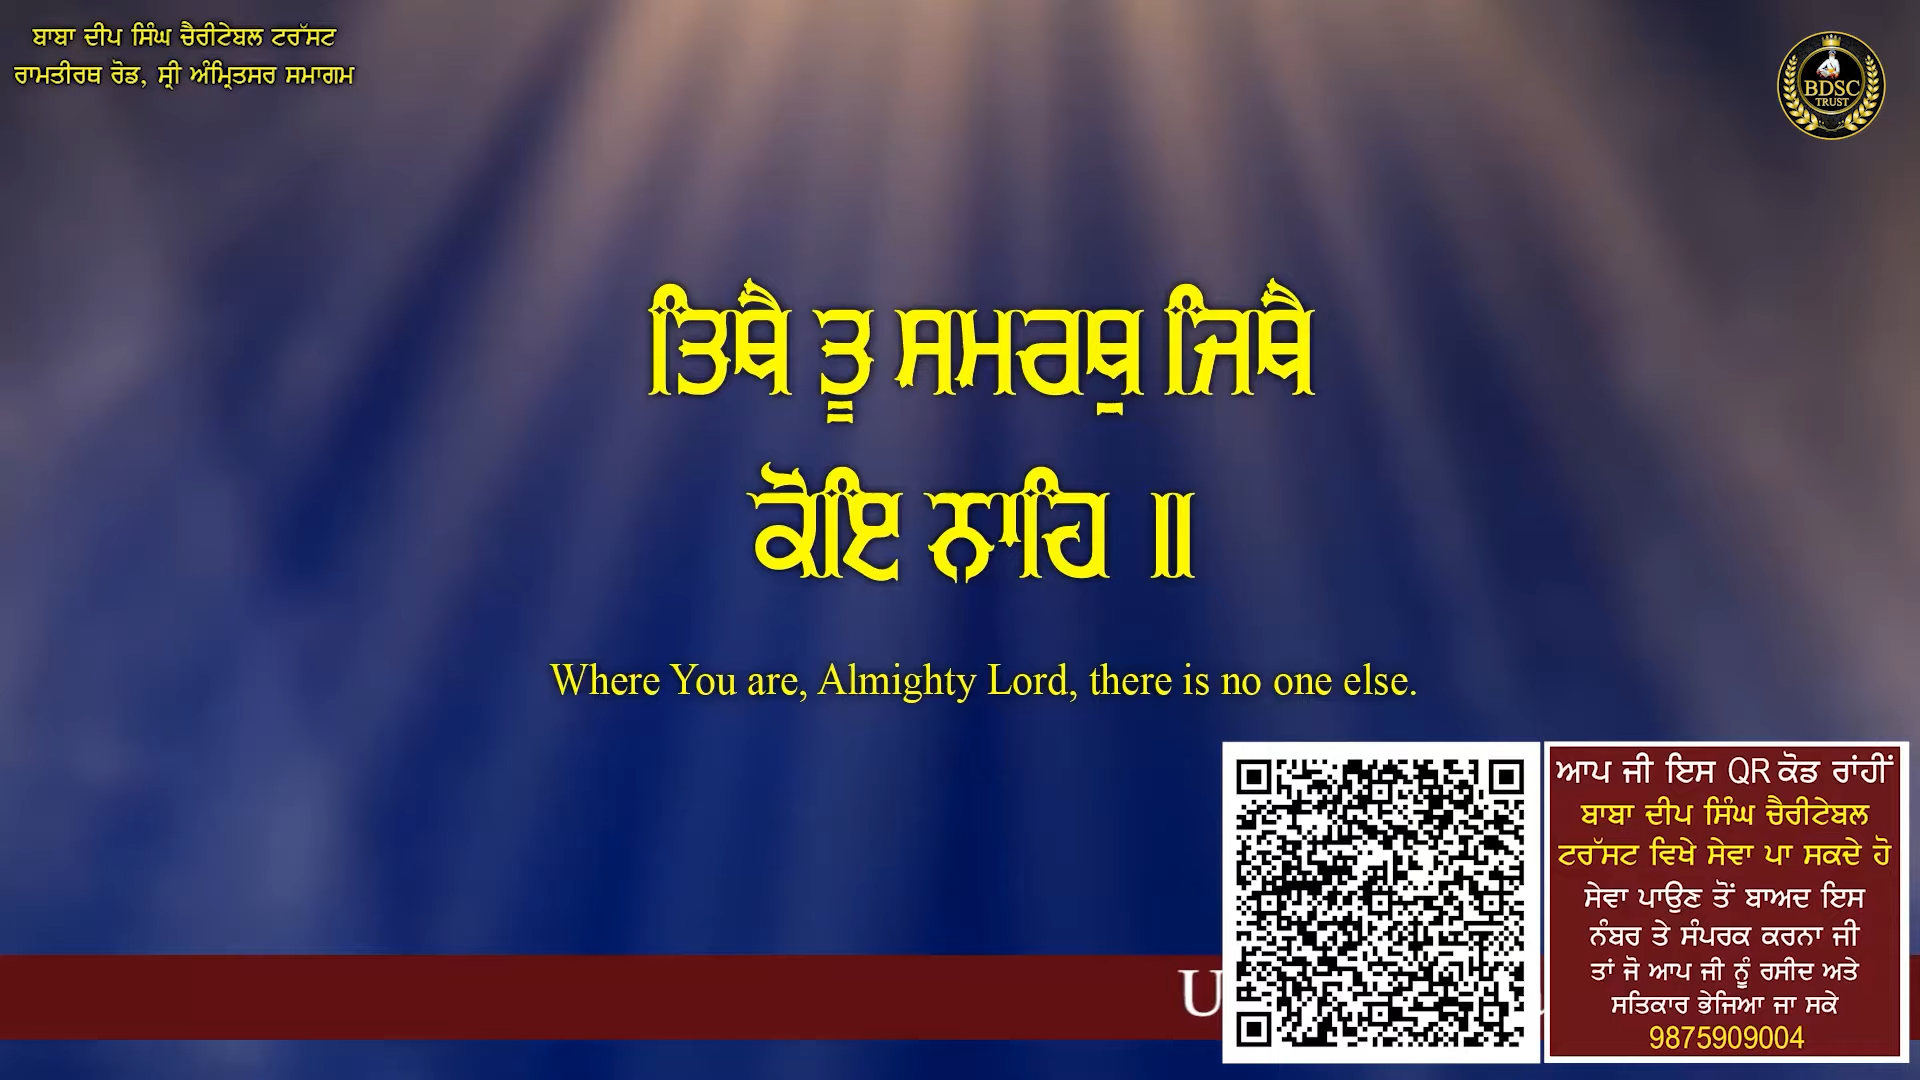 ਬਾਬਾ ਦੀਪ ਸਿੰਘ ਚੈਰੀਟੇਬਲ ਟਰੱਸਟ
ਰਾਮਤੀਰਥ ਰੋਡ, ਸ੍ਰੀ ਅੰਮ੍ਰਿਤਸਰ ਸਮਾਗਮ
BDSC
TRUST
ਤਿਥੈ ਤੂ ਸਮਰਥੁ ਜਿਥੈ
ਕੋਇ ਨਾਹਿ ॥
Where You are, Almighty Lord, there is no one else.
ਆਪ ਜੀ ਇਸ QR ਕੋਡ ਰਾਂਹੀਂ
ਬਾਬਾ ਦੀਪ ਸਿੰਘ ਚੈਰੀਟੇਬਲ
ਟਰੱਸਟ ਵਿਖੇ ਸੇਵਾ ਪਾ ਸਕਦੇ ਹੋ
ਸੇਵਾ ਪਾਉਣ ਤੋਂ ਬਾਅਦ ਇਸ
ਨੰਬਰ ਤੇ ਸੰਪਰਕ ਕਰਨਾ ਜੀ
ਤਾਂ ਜੋ ਆਪ ਜੀ ਨੂੰ ਰਸੀਦ ਅਤੇ
ਸਤਿਕਾਰ ਭੇਜਿਆ ਜਾ ਸਕੇ
9875909004